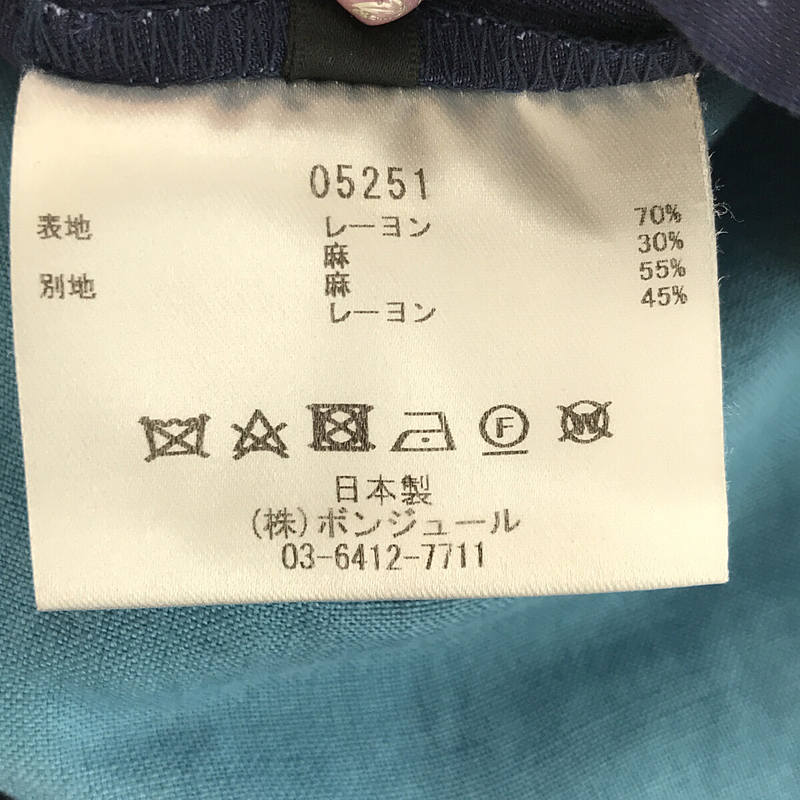 05251
表地 レーヨン 70%
麻 30%
別地 麻 55%
レーヨン 45%
F W
日本製
(株)ボンジュール
03-6412-7711